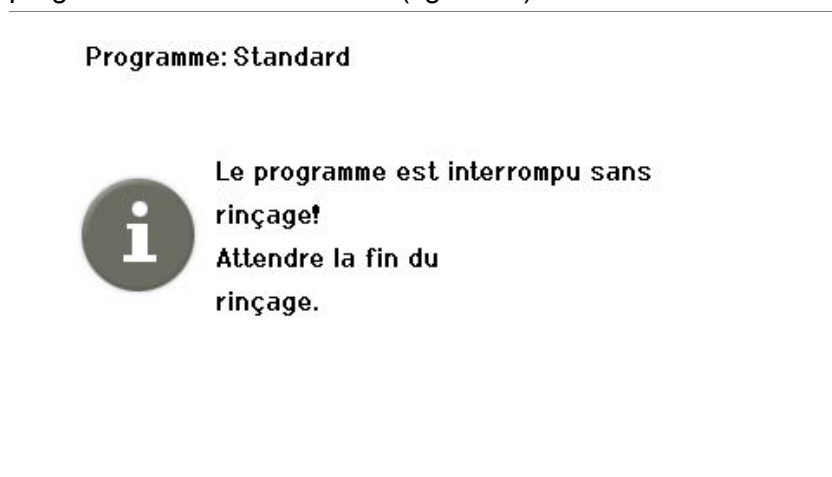 Programme: Standard
Le programme est interrompu sans
rinçage!
Attendre la fin du
rinçage.